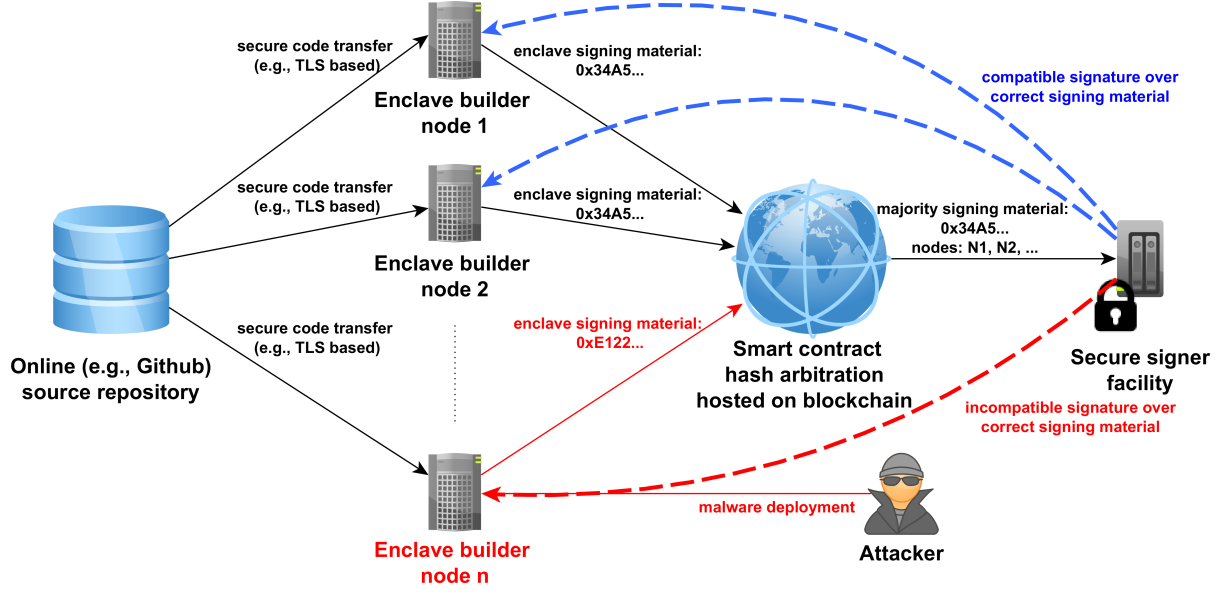 secure code transfer
(e.g., TLS based)
enclave signing material:
0x34A5...
compatible signature over
correct signing material
Enclave builder
node 1
secure code transfer
(e.g., TLS based)
enclave signing material:
0x34A5...
majority signing material:
0x34A5...
nodes: N1, N2, ...
Enclave builder
node 2
secure code transfer
(e.g., TLS based)
enclave signing material:
0xE122...
Online (e.g., Github)
source repository
Smart contract
hash arbitration
hosted on blockchain
Secure signer
facility
incompatible signature over
correct signing material
malware deployment
Enclave builder
node n
Attacker